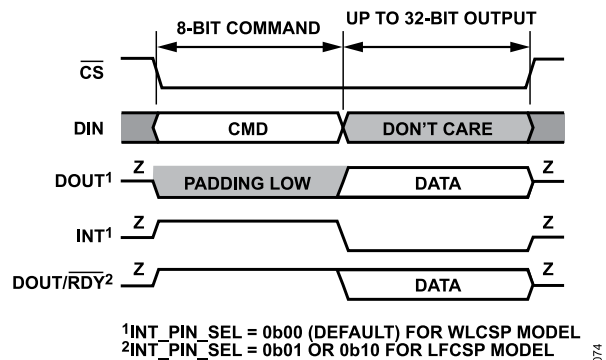 8-BIT COMMAND
UP TO 32-BIT OUTPUT
CS
DIN
CMD
DON'T CARE
DOUT1
Z
PADDING LOW
DATA
Z
INT1
Z
Z
DOUT/RDY2
Z
DATA
Z
1INT_PIN_SEL = 0b00 (DEFAULT) FOR WLCSP MODEL
2INT_PIN_SEL = 0b01 OR 0b10 FOR LFCSP MODEL
074